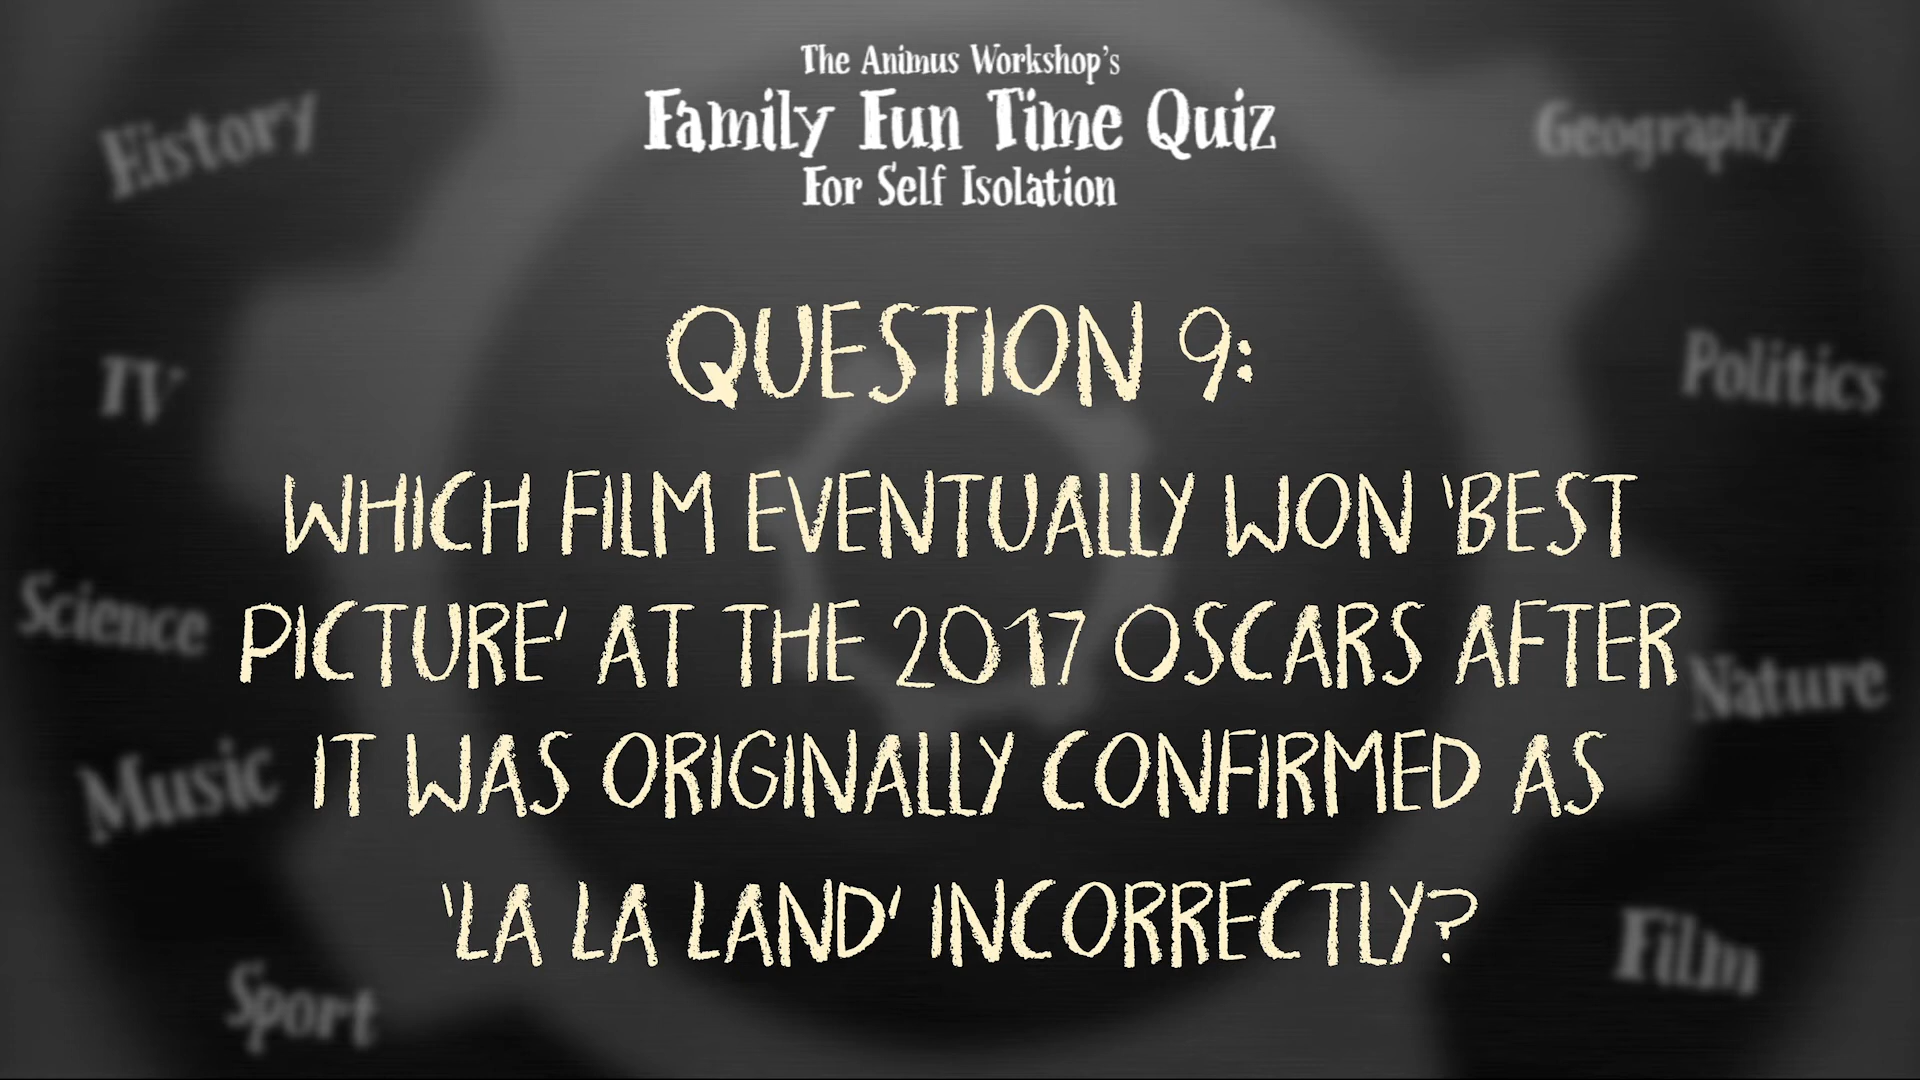 The Animus Workshop's
Family Fun Time Quiz
For Self Isolation
History
Geography
QUESTION 9:
TV
Politics
WHICH FILM EVENTUALLY WON 'BEST
PICTURE' AT THE 2017 OSCARS AFTER
Science
Nature
IT WAS ORIGINALLY CONFIRMED AS
Music
'LA LA LAND' INCORRECTLY?
Film
Sport